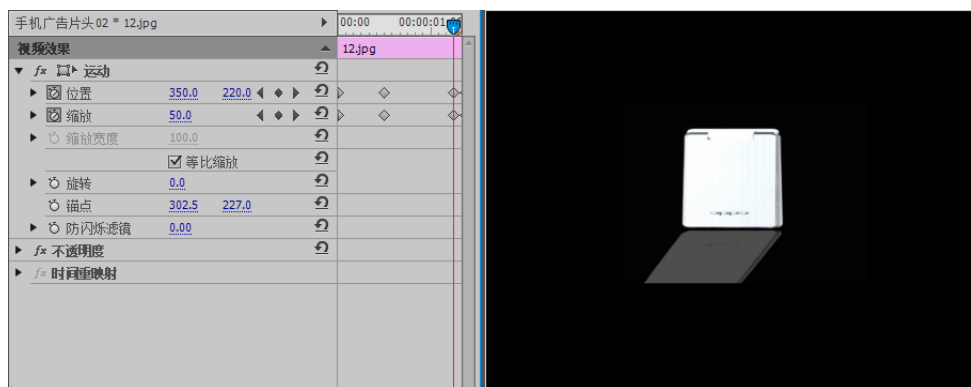 手机广告片头02 * 12.jpg
00:00 00:00:01
视频效果
12.jpg
fx 运动
位置 350.0 220.0
缩放 50.0
缩放宽度 100.0
等比缩放
旋转 0.0
锚点 302.5 227.0
防闪烁滤镜 0.00
fx 不透明度
fx 时间重映射
oppo